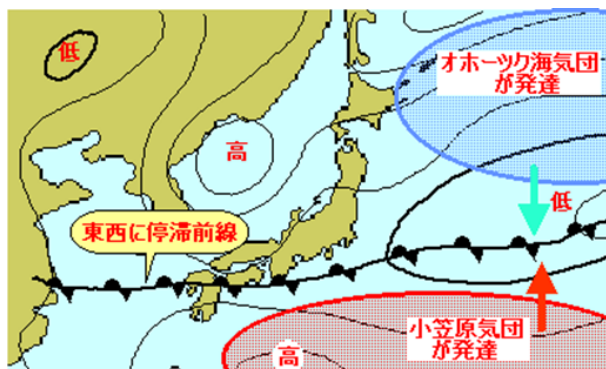 低
オホーツク海気団
が発達
高
低
東西に停滞前線
小笠原気団
が発達
高